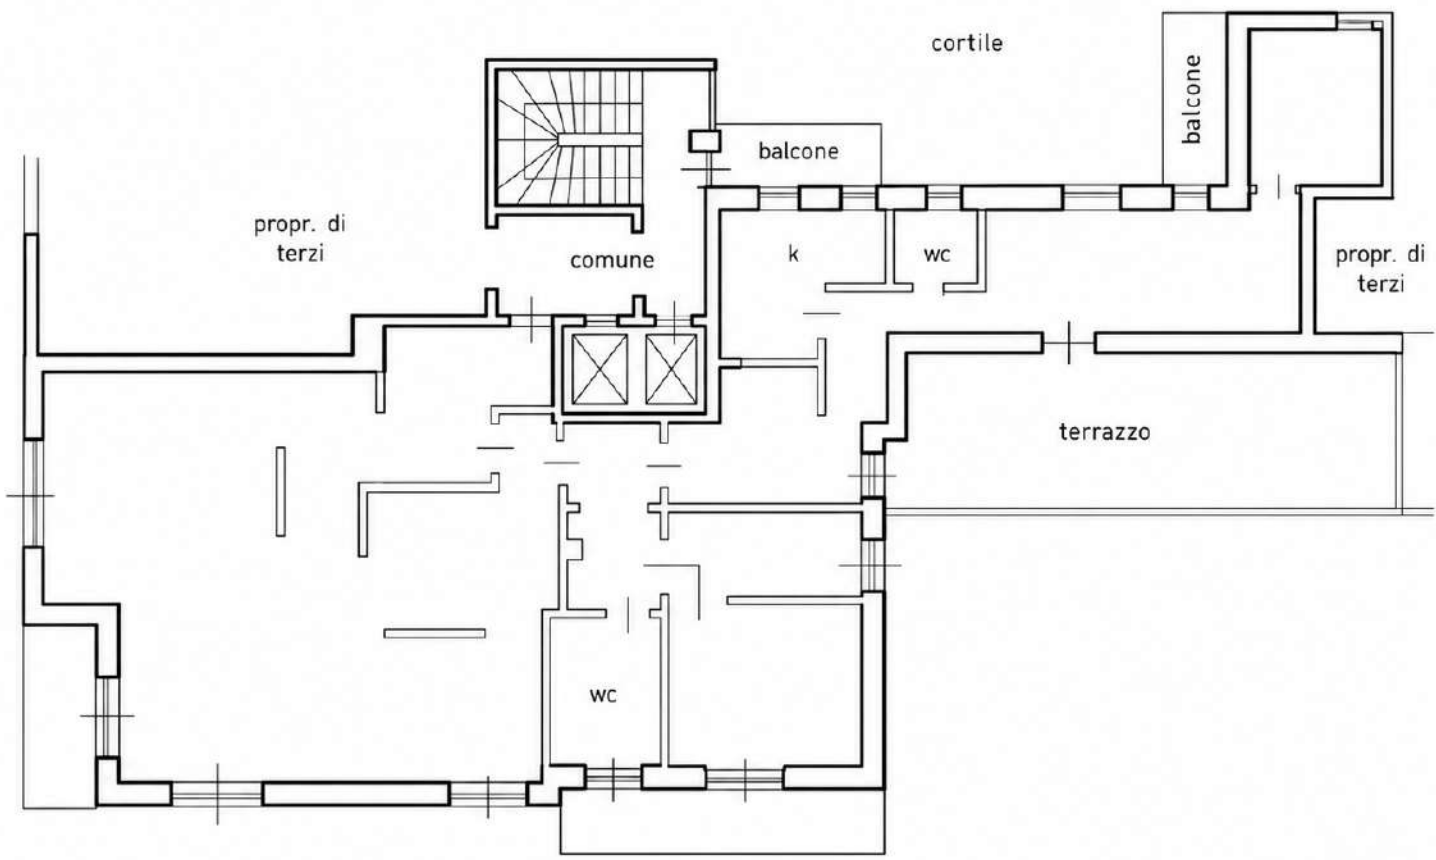 cortile
balcone
balcone
propr. di
terzi
comune
k
wc
propr. di
terzi
terrazzo
wc